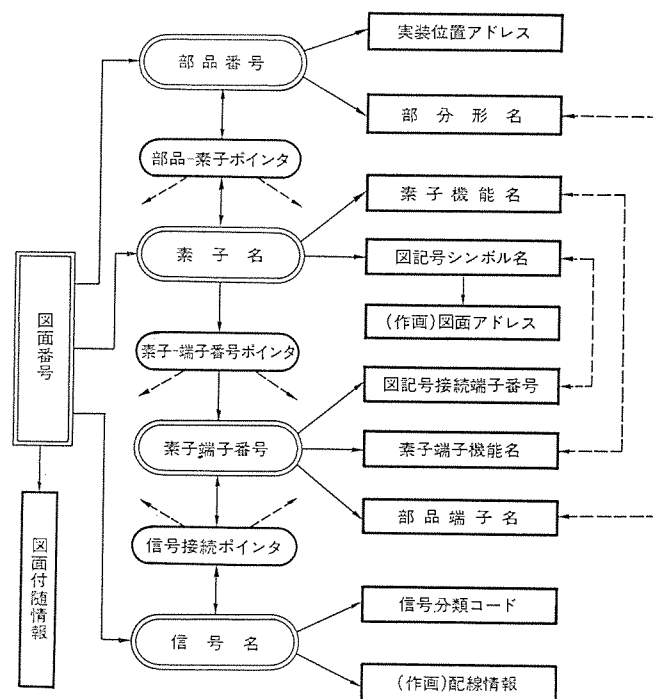 実装位置アドレス
部品番号
部分形名
部品-素子ポインタ
素子機能名
素子名
図記号シンボル名
(作画)図面アドレス
図面番号
素子-端子番号ポインタ
図記号接続端子番号
素子端子番号
素子端子機能名
部品端子名
図面付随情報
信号接続ポインタ
信号分類コード
信号名
(作画)配線情報